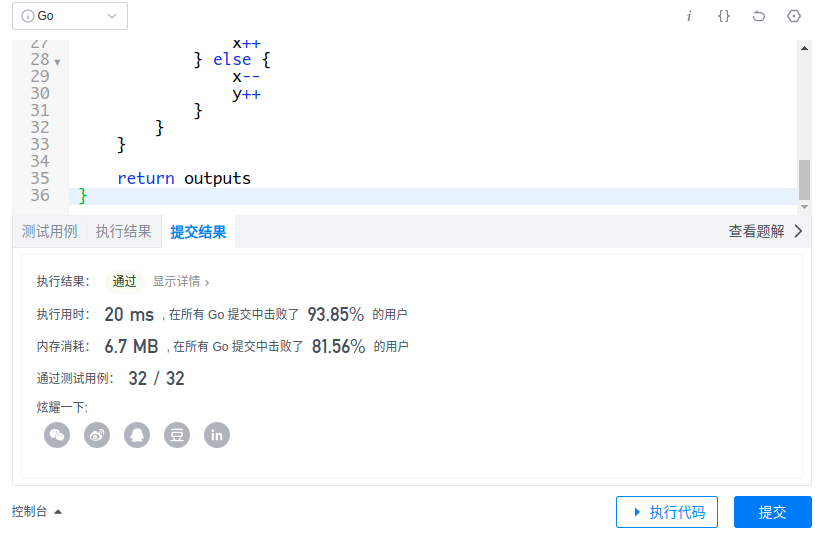 Go
27 x++
28 } else {
29 x--
30 y++
31 }
32 }
33 }
34
35 return outputs
36 }
测试用例 执行结果 提交结果 查看题解
执行结果: 通过 显示详情 ›
执行用时: 20 ms , 在所有 Go 提交中击败了 93.85% 的用户
内存消耗: 6.7 MB , 在所有 Go 提交中击败了 81.56% 的用户
通过测试用例: 32 / 32
炫耀一下:
豆 in
控制台 执行代码 提交